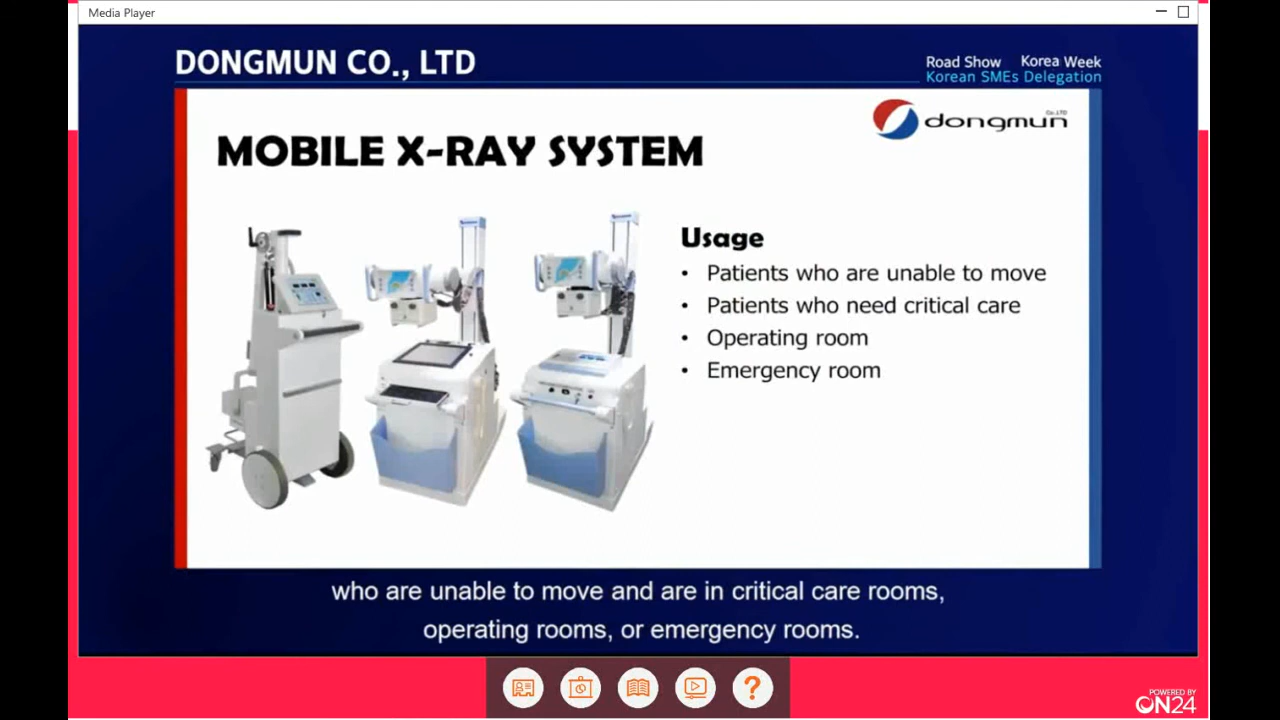 Media Player
DONGMUN CO., LTD
Road Show Korea Week
Korean SMEs Delegation
Co.,LTD
dongmun
MOBILE X-RAY SYSTEM
Usage
• Patients who are unable to move
• Patients who need critical care
• Operating room
• Emergency room
who are unable to move and are in critical care rooms,
operating rooms, or emergency rooms.
?
POWERED BY
ON24